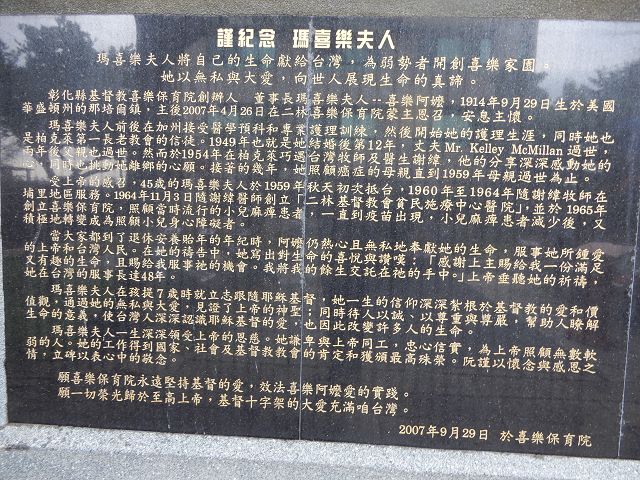 謹紀念 瑪喜樂夫人
瑪喜樂夫人將自己的生命獻給台灣，為弱勢者開創喜樂家園。
她以無私與大愛，向世人展現生命的真諦。
彰化縣基督教喜樂保育院創辦人 董事長瑪喜樂夫人--喜樂阿嬤，1914年9月29日生於美國
華盛頓州的那塔爾鎮，主後2007年4月26日在二林喜樂保育院蒙主恩召，安息主懷。
瑪喜樂夫人前後在加州接受醫學預科和專業護理訓練，然後開始她的護理生涯，同時她也
是柏克萊第一長老教會的信徒。1949年也就是她結婚後第12年，丈夫Mr. Kelley McMillan過世，
兩年後父親也過世。然而於1954年在柏克萊巧遇台灣牧師及醫生謝緯，他的分享深深感動她的
心，同時也挑動她離鄉的心願。接著的幾年，她照顧癌症的母親直到1959年母親過世為止。
受上帝的感召，45歲的瑪喜樂夫人於1959年秋天初次抵台，1960年至1964年隨謝緯牧師在
埔里地區服務。1964年11月3日隨謝緯醫師創立「二林基督教會貧民施療中心醫院」，並於1965年
創立喜樂保育院，照顧當時流行的小兒麻痺患者，一直到疫苗出現，小兒麻痺患者減少後，又
積極地轉變成為照顧小兒身心障礙者。
當大家都到了退休安養貽年的年紀時，阿嬤仍熱心且無私地奉獻她的生命，服事她所鍾愛
的上帝和台灣人民。在她的祷告中，她寫出對生命的喜悅與讚嘆：「感謝上主賜給我一份滿足
又有趣的生命，且賜給我服事祂的機會。我將我的餘生交託在祂的手中。」上帝垂聽她的祈禱，
她在台灣的服事長達48年。
瑪喜樂夫人在孩提7歲時就立志跟隨耶穌基督，她一生的信仰深深紮根於基督教的愛和價
值觀，通過她的無私與大愛，見證了上帝的神聖；同時待人以誠、以尊重與尊嚴，幫助人瞭解
生命的意義，使台灣人深深認識耶穌基督的愛，也因此改變許多人的生命。
瑪喜樂夫人一生深深領受上帝的恩慈。她謙卑與上帝同工，忠心信實，為上帝照顧無數軟
弱的人。她的工作得到國家、社會及基督教教會的肯定和獲頒最高殊榮。阮謹以懷念與感恩之
情，立碑以表心中的敬念。
願喜樂保育院永遠堅持基督的愛，效法喜樂阿嬤愛的實踐。
願一切榮光歸於至高上帝，基督十字架的大愛充滿咱台灣。
2007年9月29日 於喜樂保育院